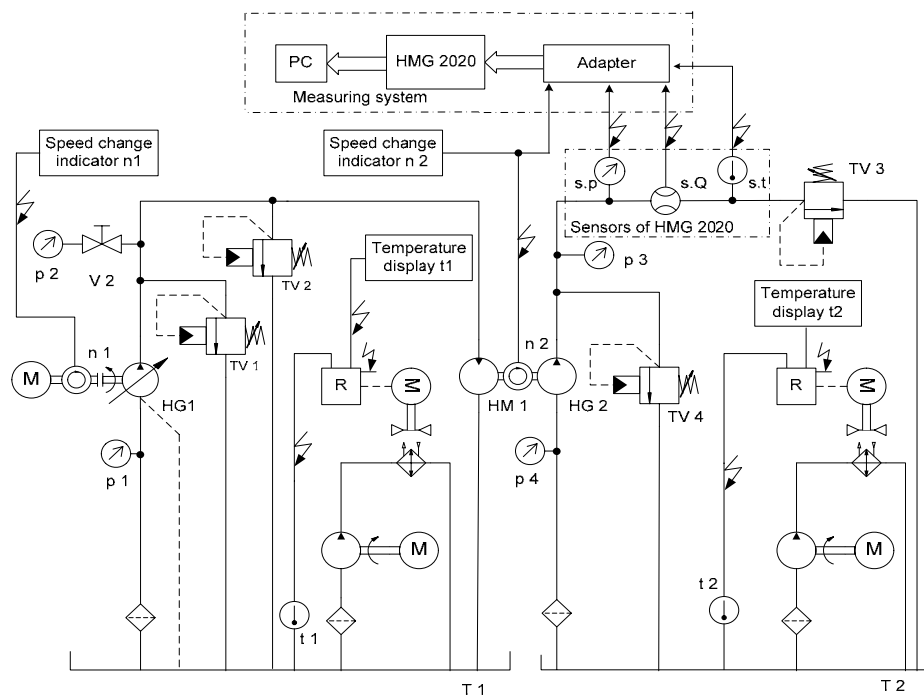 PC
HMG 2020
Adapter
Measuring system
Speed change
indicator n1
Speed change
indicator n 2
s.p
s.Q
s.t
TV 3
Sensors of HMG 2020
p 2
V 2
TV 2
Temperature
display t1
p 3
Temperature
display t2
n 1
TV 1
n 2
M
HG1
R
M
HM 1
HG 2
TV 4
R
M
p 1
p 4
M
M
t 1
t 2
T 1
T 2